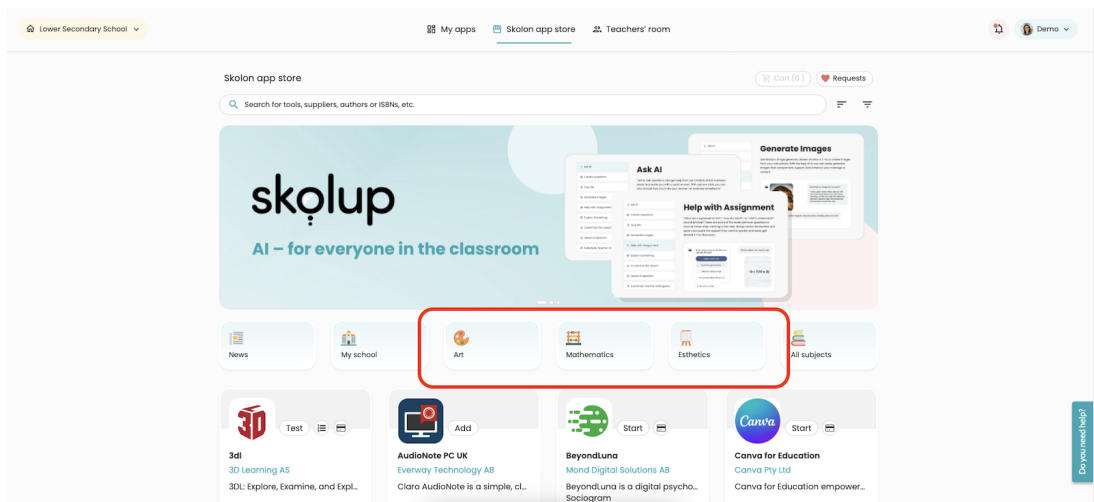 Lower Secondary School
My apps
Skolon app store
Teachers' room
Demo
Skolon app store
Cart (0)
Requests
Search for tools, suppliers, authors or ISBNs, etc.
skolup
AI – for everyone in the classroom
Ask AI
Generate Images
Help with Assignment
News
My school
Art
Mathematics
Esthetics
All subjects
Test
Add
Start
Canva
Start
3dl
AudioNote PC UK
BeyondLuna
Canva for Education
3D Learning AS
Everway Technology AB
Mond Digital Solutions AB
Canva Pty Ltd
3DL: Explore, Examine, and Expl...
Claro AudioNote is a simple, cl...
BeyondLuna is a digital psycho...
Sociogram
Canva for Education empower...
Do you need help?